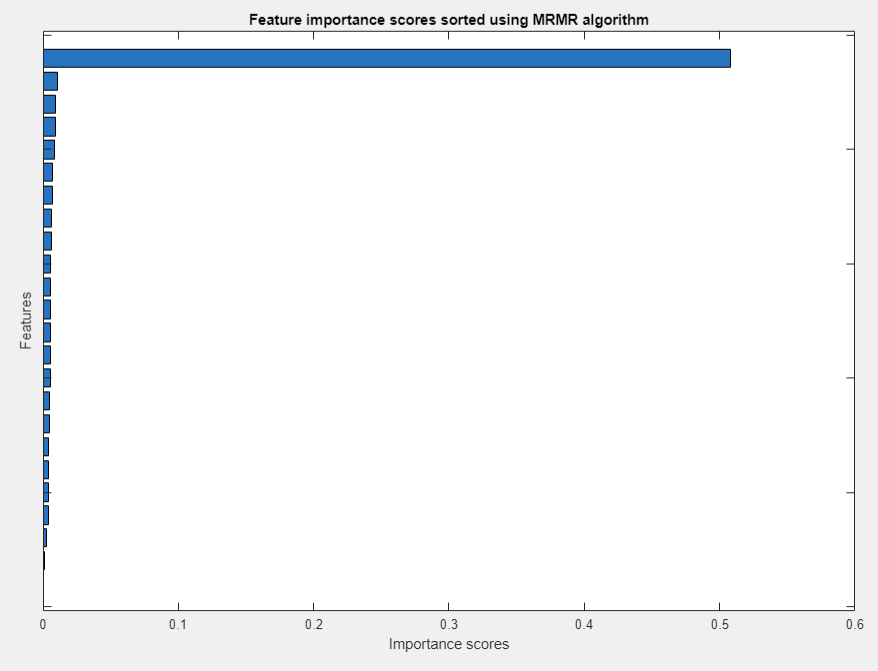 Feature importance scores sorted using MRMR algorithm
Features
0 0.1 0.2 0.3 0.4 0.5 0.6
Importance scores